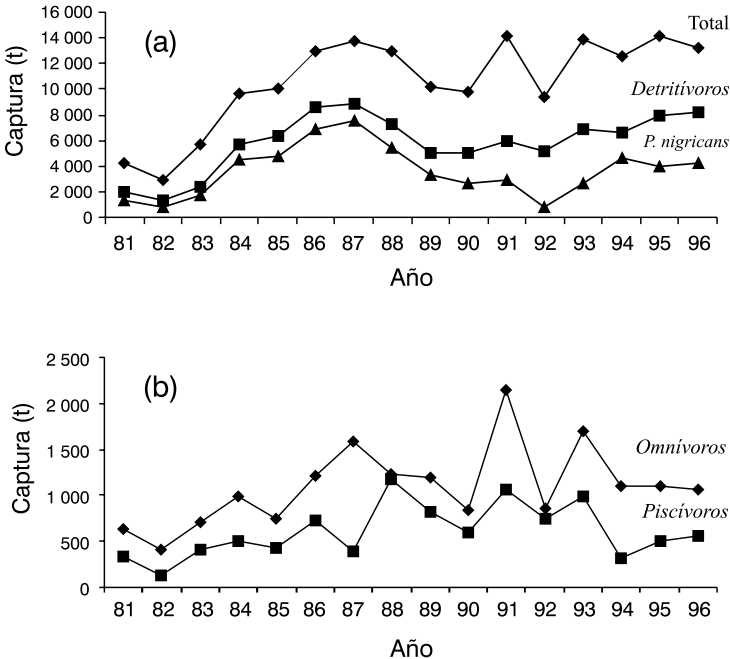 16 000
14 000
12 000
10 000
8 000
6 000
4 000
2 000
0
Captura (t)
(a)
Total
Detritívoros
P. nigricans
81 82 83 84 85 86 87 88 89 90 91 92 93 94 95 96
Año
2 500
2 000
1 500
1 000
500
0
Captura (t)
(b)
Omnívoros
Piscívoros
81 82 83 84 85 86 87 88 89 90 91 92 93 94 95 96
Año